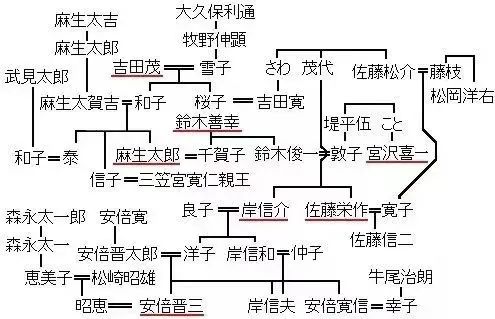 麻生太吉
大久保利通
麻生太郎
牧野伸顕
武見太郎
吉田茂
雪子
さわ
茂代
佐藤松介
藤枝
松岡洋右
麻生太賀吉
和子
桜子
吉田寛
鈴木善幸
堤平伍
こと
和子
泰
麻生太郎
千賀子
鈴木俊一
敦子
宮沢喜一
信子
三笠宮寛仁親王
森永太一郎
安倍寛
良子
岸信介
佐藤栄作
寛子
森永太一
安倍晋太郎
洋子
岸信和
仲子
佐藤信二
恵美子
松崎昭雄
牛尾治朗
昭恵
安倍晋三
岸信夫
安倍寛信
幸子